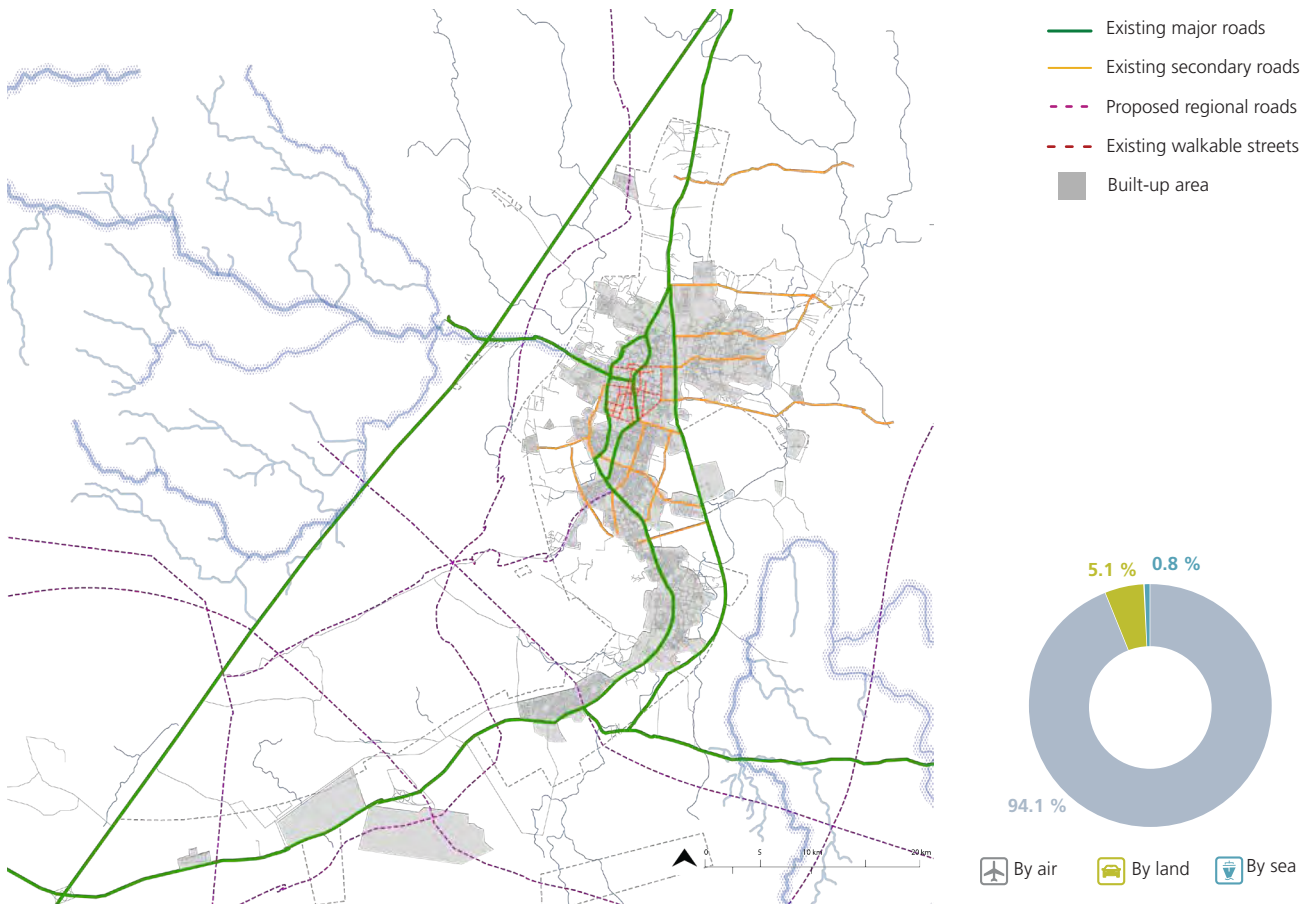 Existing major roads
Existing secondary roads
Proposed regional roads
Existing walkable streets
Built-up area
5.1 %
0.8 %
94.1 %
0
5
10 km
20 km
By air
By land
By sea